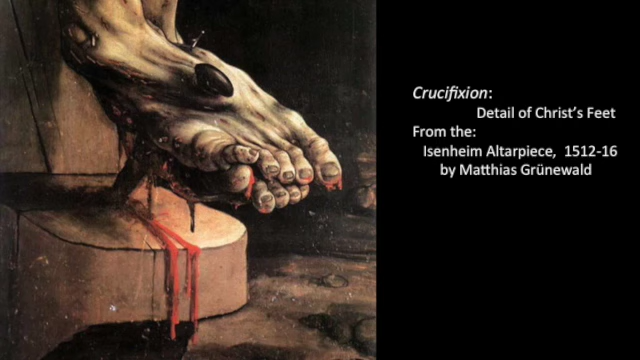 Crucifixion:
Detail of Christ's Feet
From the:
Isenheim Altarpiece, 1512-16
by Matthias Grünewald